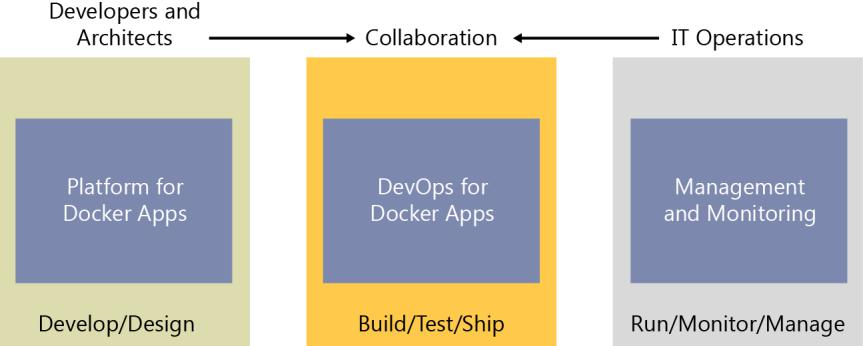 Developers and
Architects
Collaboration
IT Operations
Platform for
Docker Apps
DevOps for
Docker Apps
Management
and Monitoring
Develop/Design
Build/Test/Ship
Run/Monitor/Manage